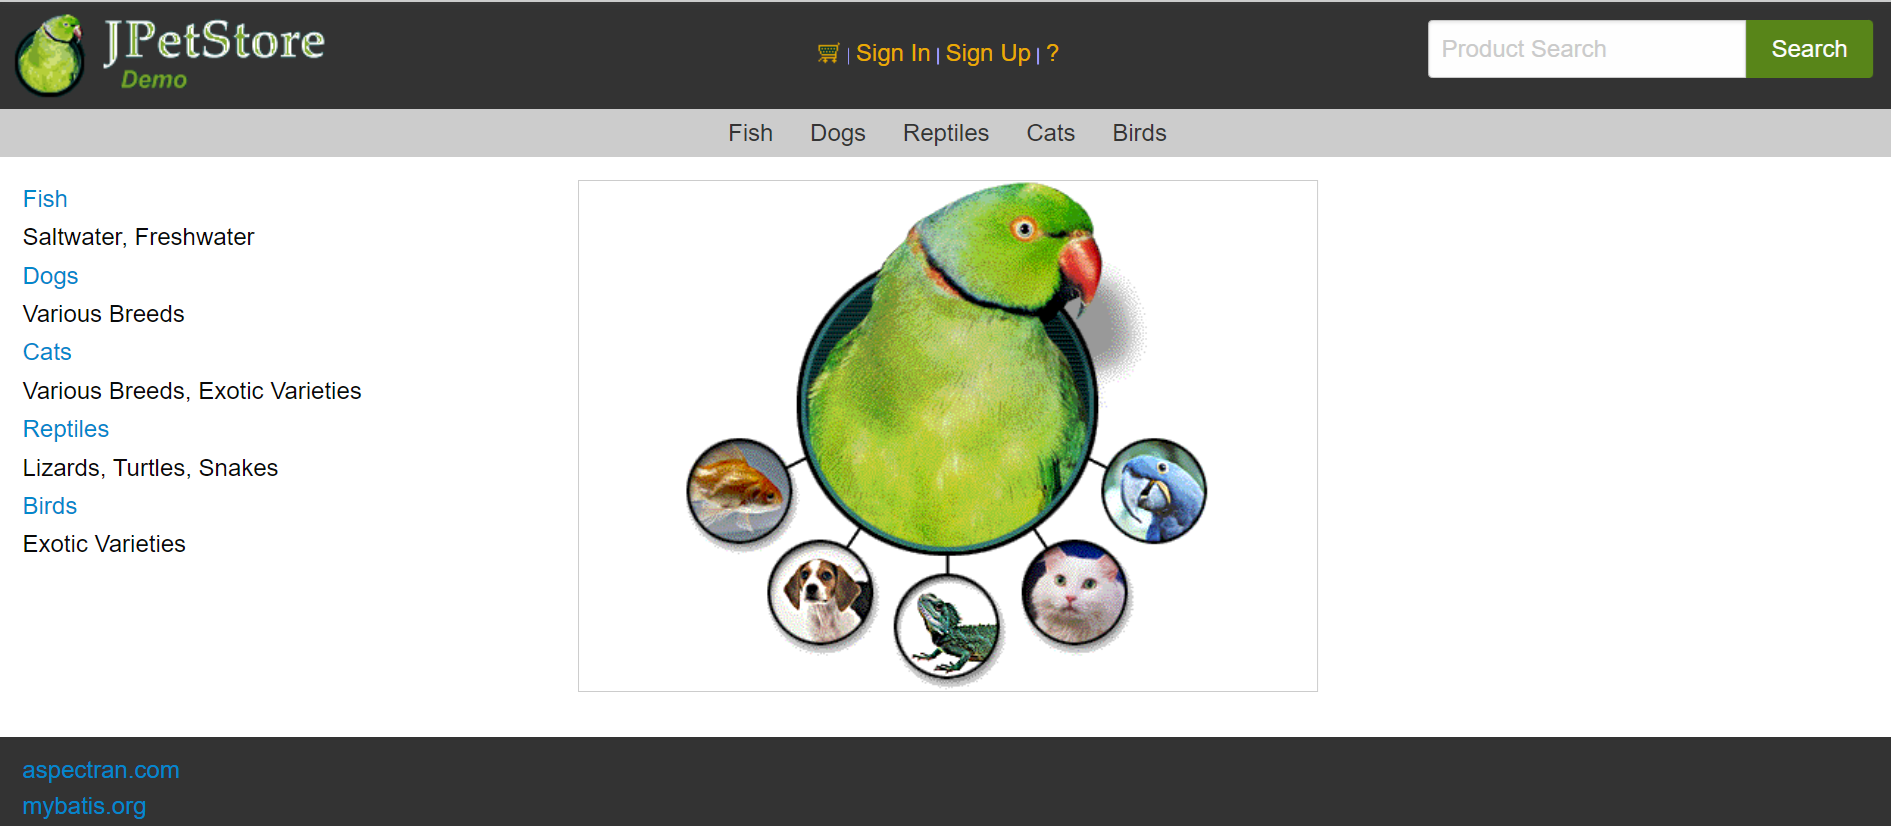 JPetStore
Demo
| Sign In | Sign Up | ?
Product Search
Search
Fish Dogs Reptiles Cats Birds
Fish
Saltwater, Freshwater
Dogs
Various Breeds
Cats
Various Breeds, Exotic Varieties
Reptiles
Lizards, Turtles, Snakes
Birds
Exotic Varieties
aspectran.com
mybatis.org